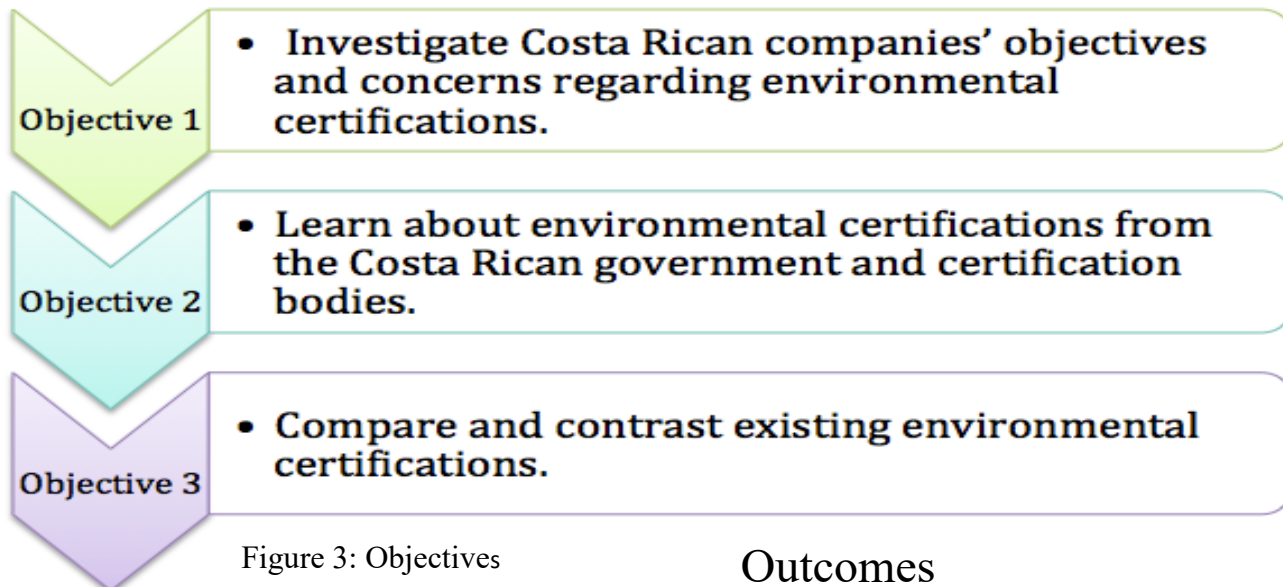 Objective 1
• Investigate Costa Rican companies’ objectives
and concerns regarding environmental
certifications.
Objective 2
• Learn about environmental certifications from
the Costa Rican government and certification
bodies.
Objective 3
• Compare and contrast existing environmental
certifications.
Figure 3: Objectives
Outcomes